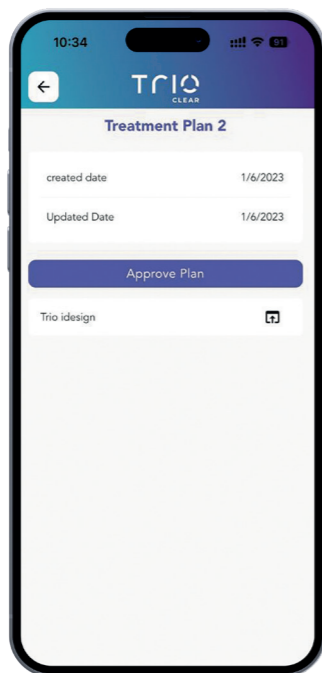 10:34
91
TRIO
CLEAR
Treatment Plan 2
created date 1/6/2023
Updated Date 1/6/2023
Approve Plan
Trio idesign